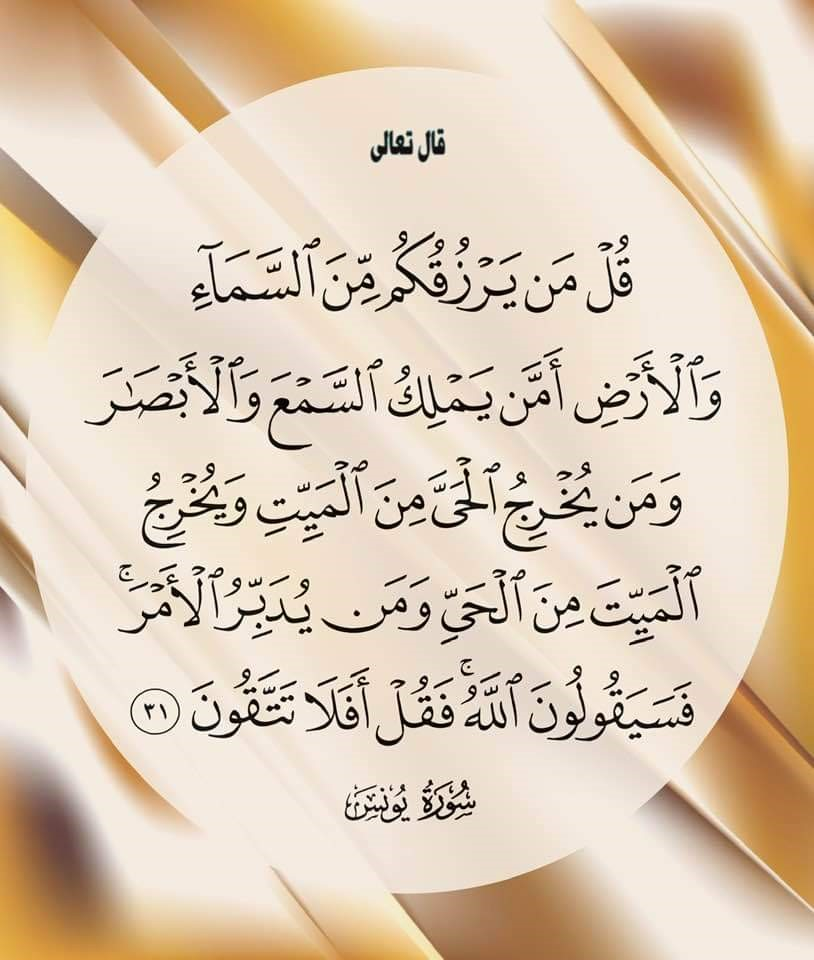 قال تعالى
قُلۡ مَن يَرۡزُقُكُم مِّنَ ٱلسَّمَآءِ
وَٱلۡأَرۡضِ أَمَّن يَمۡلِكُ ٱلسَّمۡعَ وَٱلۡأَبۡصَٰرَ
وَمَن يُخۡرِجُ ٱلۡحَيَّ مِنَ ٱلۡمَيِّتِ وَيُخۡرِجُ
ٱلۡمَيِّتَ مِنَ ٱلۡحَيِّ وَمَن يُدَبِّرُ ٱلۡأَمۡرَۚ
فَسَيَقُولُونَ ٱللَّهُۚ فَقُلۡ أَفَلَا تَتَّقُونَ ٣١
سُورَةُ يُونُسَ